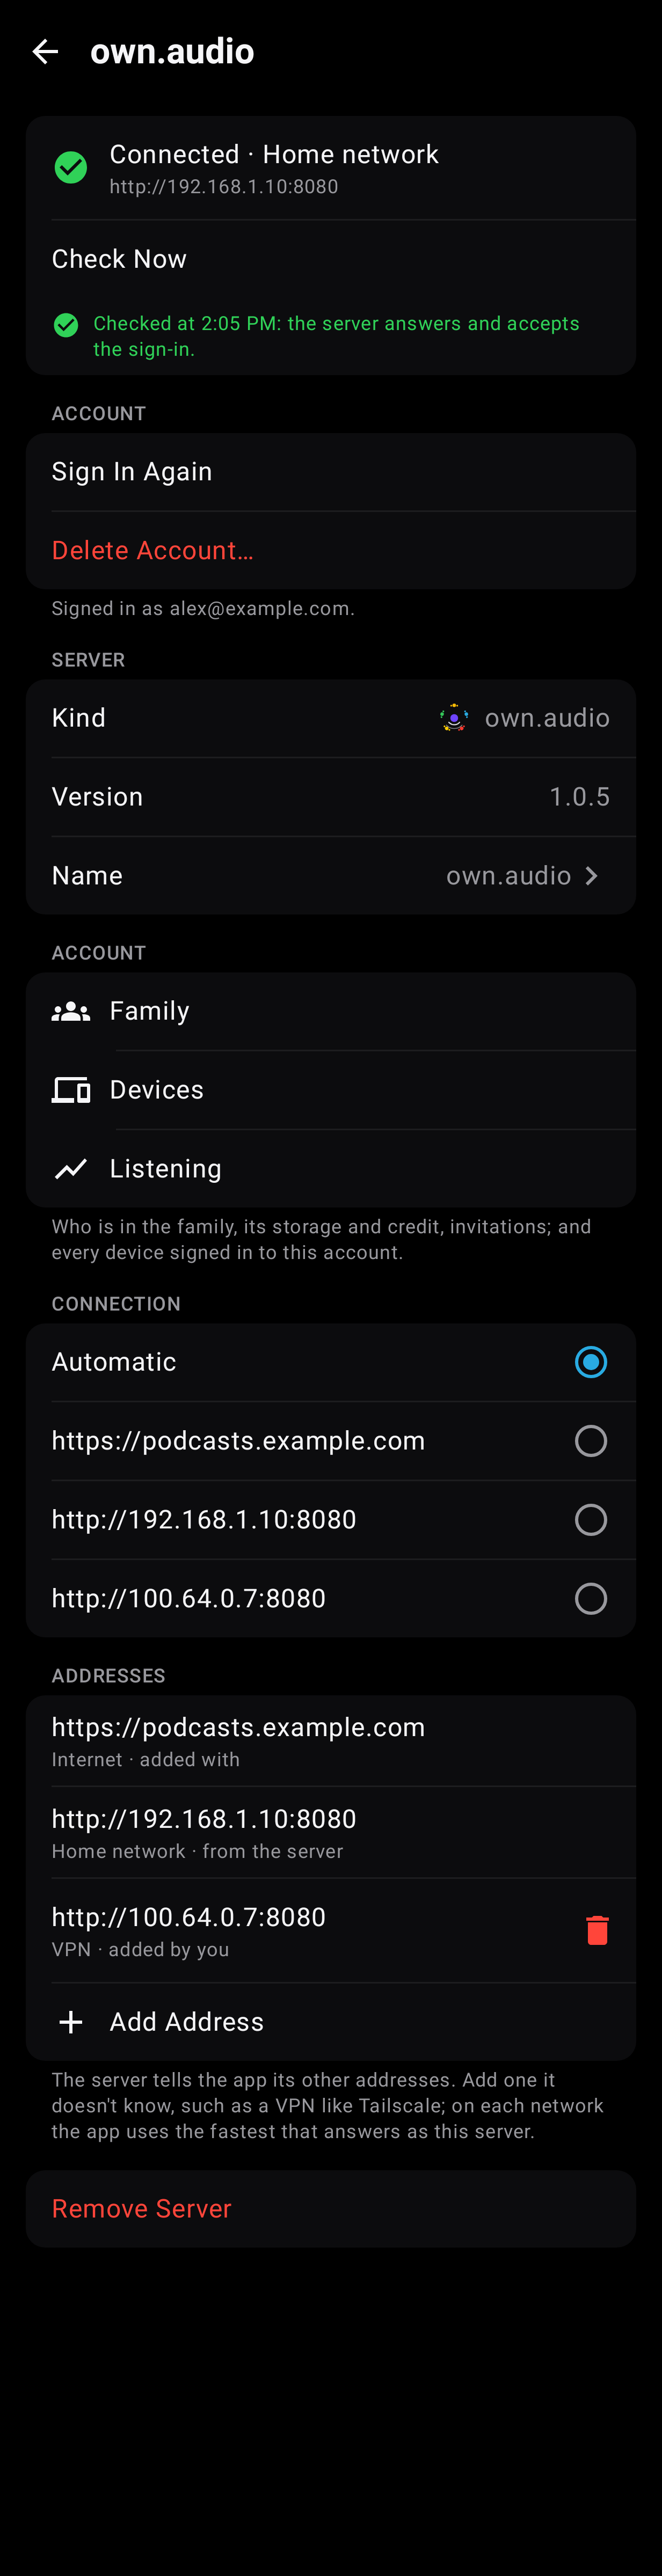 own.audio
Connected · Home network
http://192.168.1.10:8080
Check Now
Checked at 2:05 PM: the server answers and accepts
the sign-in.
ACCOUNT
Sign In Again
Delete Account…
Signed in as alex@example.com.
SERVER
Kind own.audio
Version 1.0.5
Name own.audio
ACCOUNT
Family
Devices
Listening
Who is in the family, its storage and credit, invitations; and
every device signed in to this account.
CONNECTION
Automatic
https://podcasts.example.com
http://192.168.1.10:8080
http://100.64.0.7:8080
ADDRESSES
https://podcasts.example.com
Internet · added with
http://192.168.1.10:8080
Home network · from the server
http://100.64.0.7:8080
VPN · added by you
Add Address
The server tells the app its other addresses. Add one it
doesn't know, such as a VPN like Tailscale; on each network
the app uses the fastest that answers as this server.
Remove Server